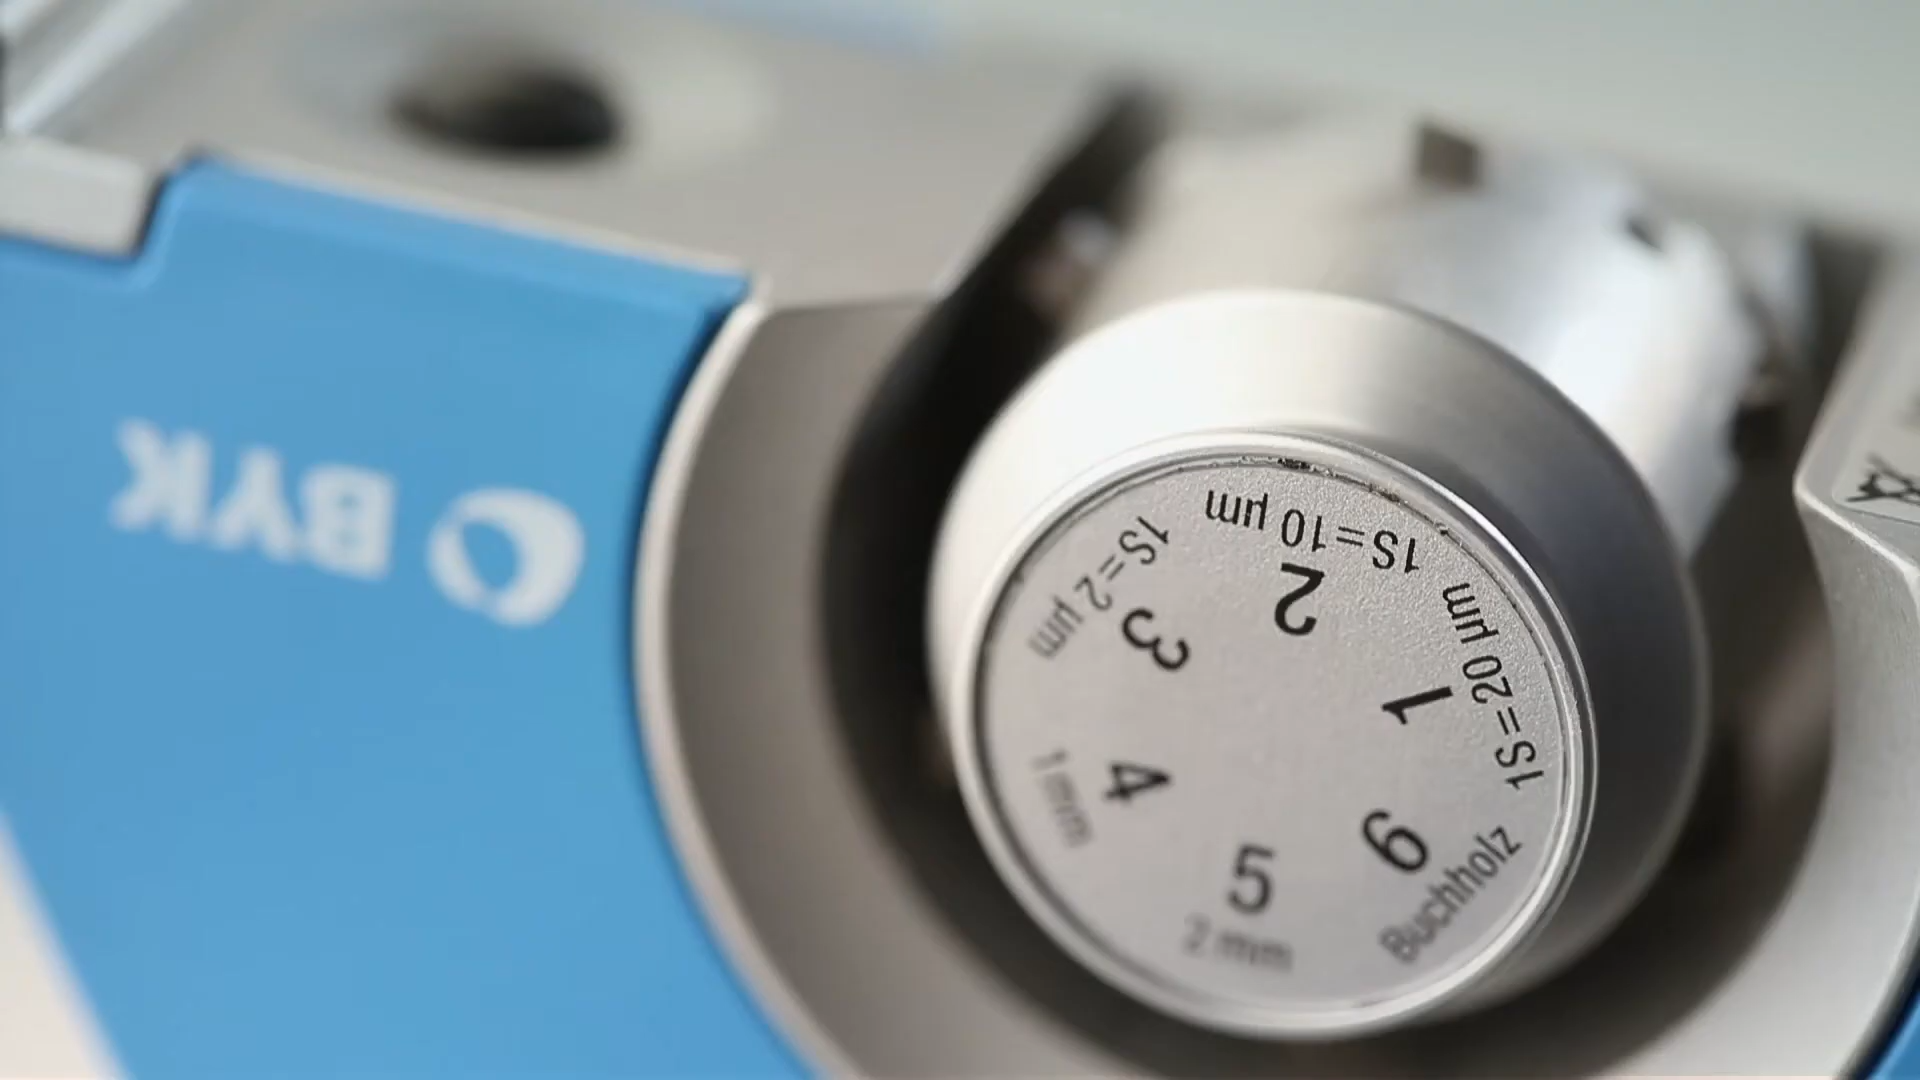 BYK
1
1S=20 µm
2
1S=10 µm
3
1S=2 µm
4
1 mm
5
2 mm
6
Buchholz